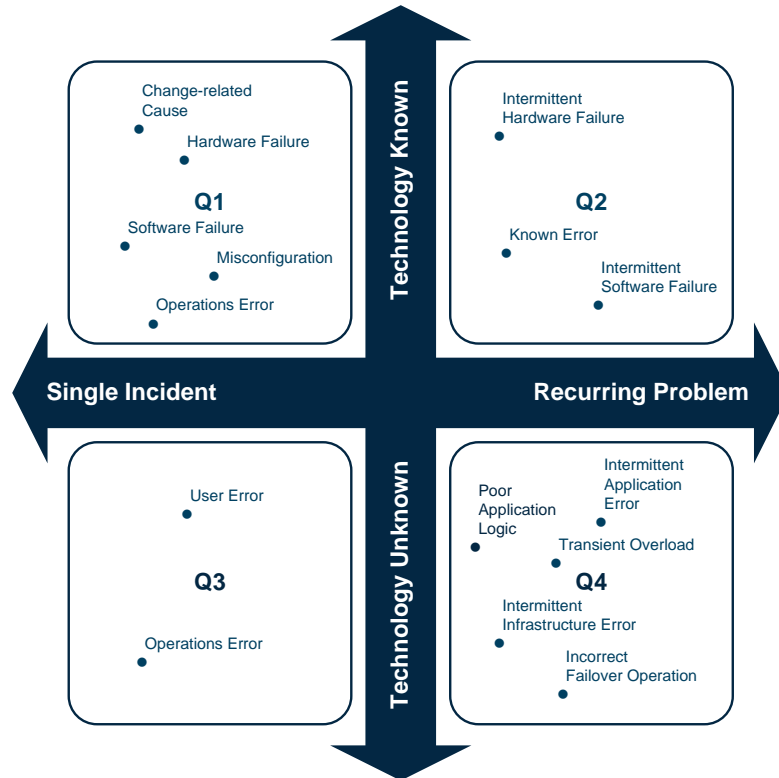 Change-related
Cause
Hardware Failure
Q1
Software Failure
Misconfiguration
Operations Error
Technology Known
Intermittent
Hardware Failure
Q2
Known Error
Intermittent
Software Failure
Single Incident
Recurring Problem
User Error
Q3
Operations Error
Technology Unknown
Intermittent
Application
Error
Poor
Application
Logic
Transient Overload
Q4
Intermittent
Infrastructure Error
Incorrect
Failover Operation